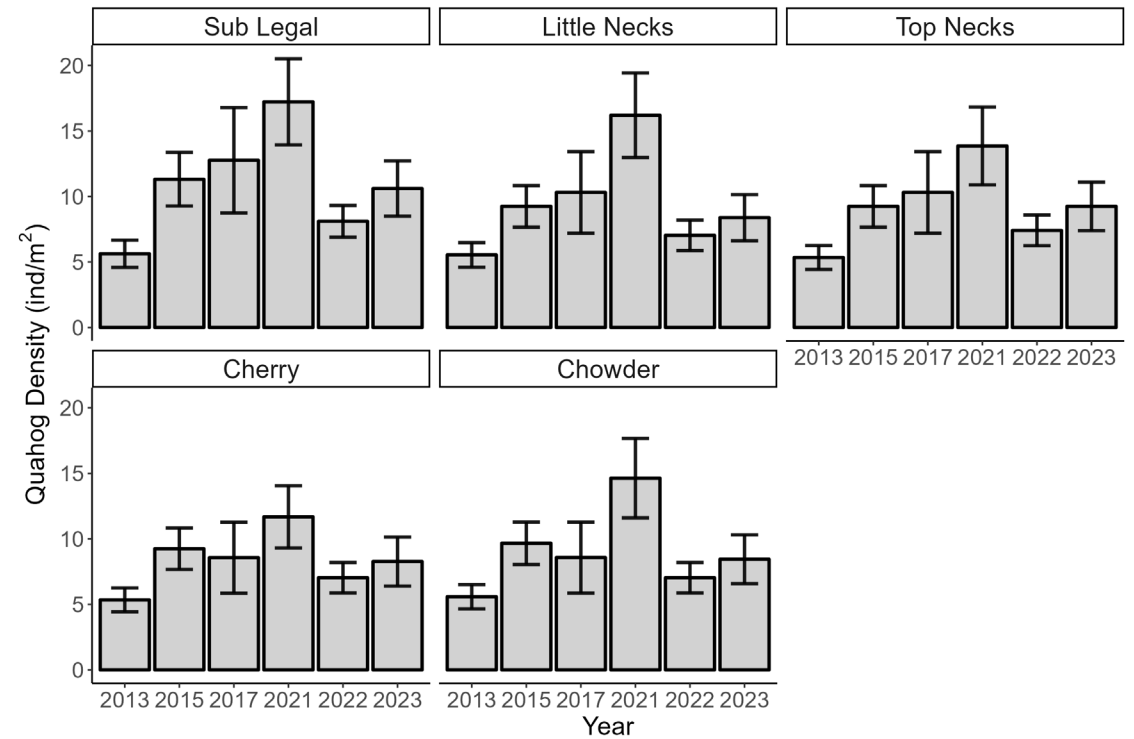 Sub Legal Little Necks Top Necks
20
15
10
5
0
2013 2015 2017 2021 2022 2023
Cherry Chowder
20
15
10
5
0
2013 2015 2017 2021 2022 2023 2013 2015 2017 2021 2022 2023
Year
Quahog Density (ind/m²)